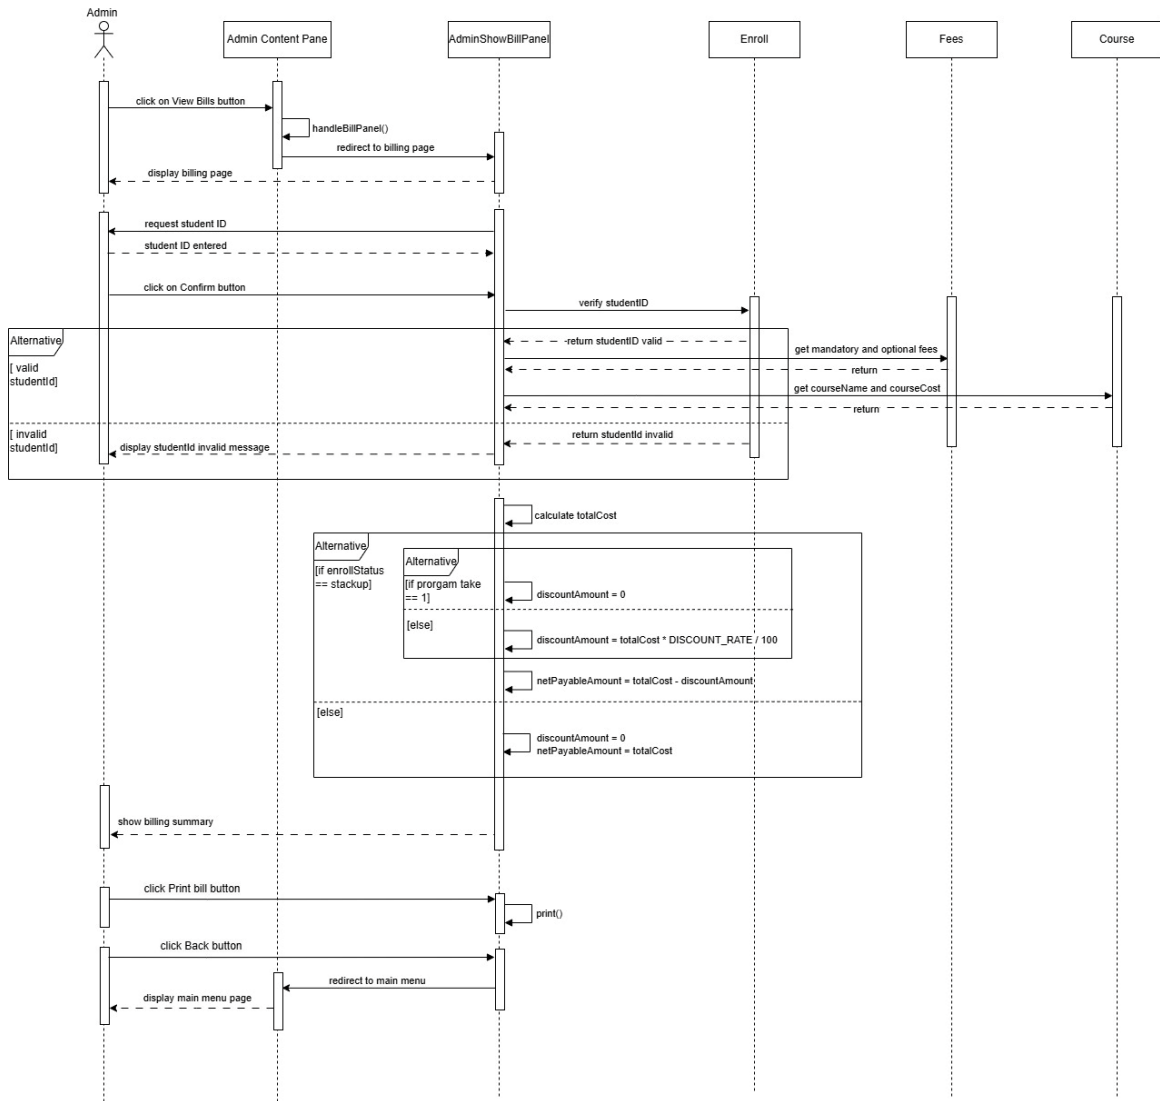 Admin
Admin Content Pane
AdminShowBillPanel
Enroll
Fees
Course
click on View Bills button
handleBillPanel()
redirect to billing page
display billing page
request student ID
student ID entered
click on Confirm button
verify studentID
Alternative
[ valid
studentId]
return studentID valid
get mandatory and optional fees
return
get courseName and courseCost
return
[ invalid
studentId]
return studentId invalid
display studentId invalid message
calculate totalCost
Alternative
[if enrollStatus
== stackup]
Alternative
[if prorgam take
== 1]
discountAmount = 0
[else]
discountAmount = totalCost * DISCOUNT_RATE / 100
netPayableAmount = totalCost - discountAmount
[else]
discountAmount = 0
netPayableAmount = totalCost
show billing summary
click Print bill button
print()
click Back button
redirect to main menu
display main menu page